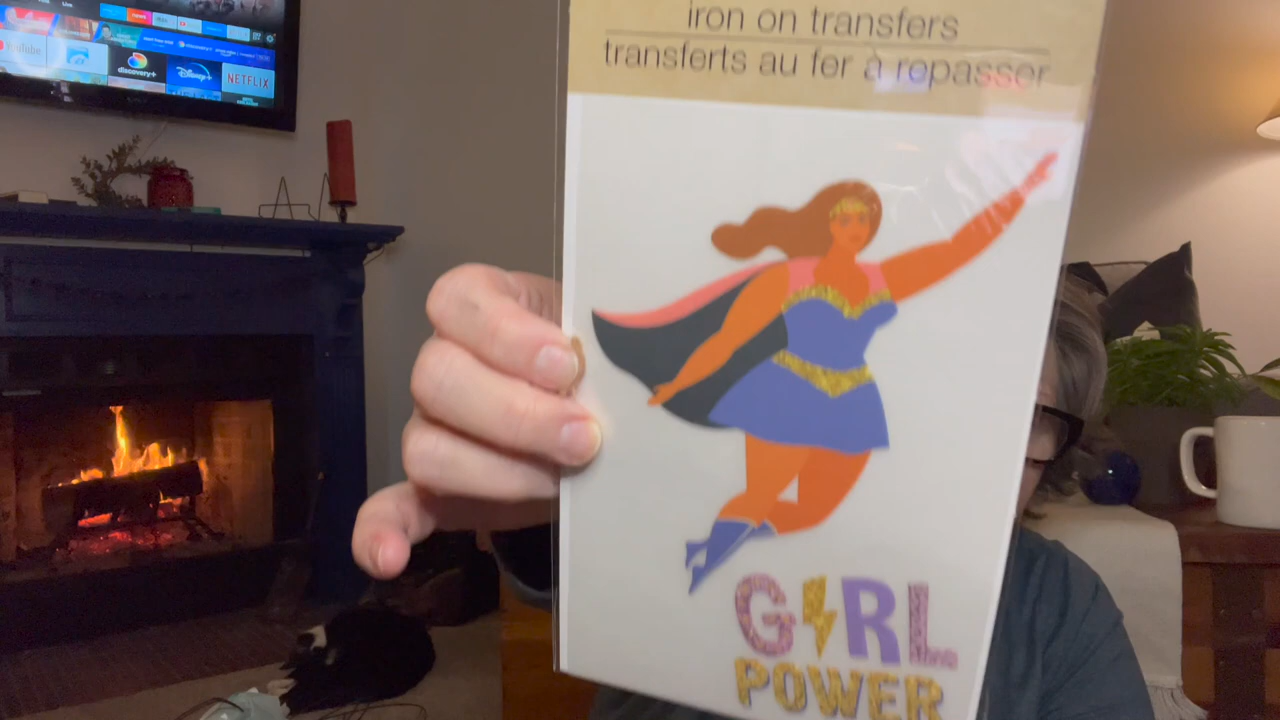 iron on transfers
transferts au fer à repasser
YouTube
discovery+
Disney+
NETFLIX
GIRL
POWER